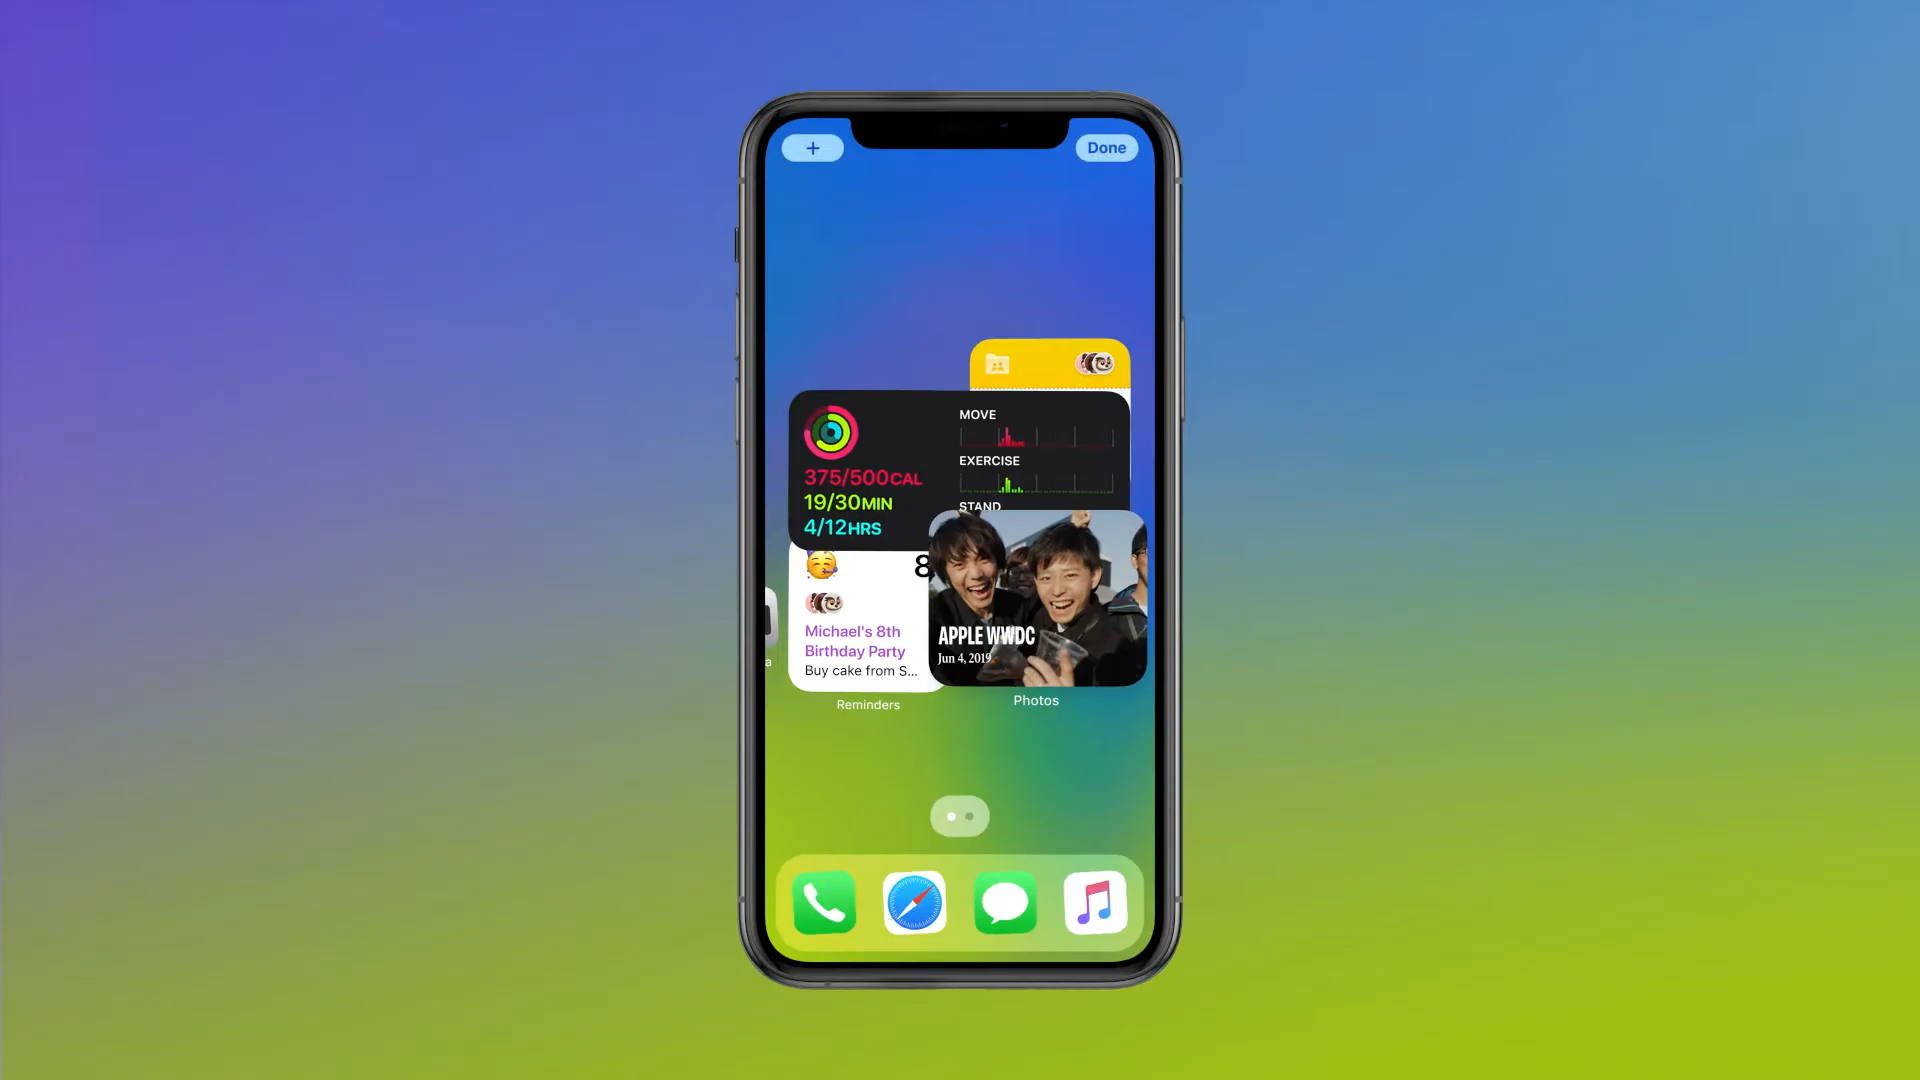 +
Done
MOVE
EXERCISE
STAND
375/500CAL
19/30MIN
4/12HRS
8
Michael's 8th
Birthday Party
Buy cake from S...
APPLE WWDC
Jun 4, 2019
a
Reminders
Photos